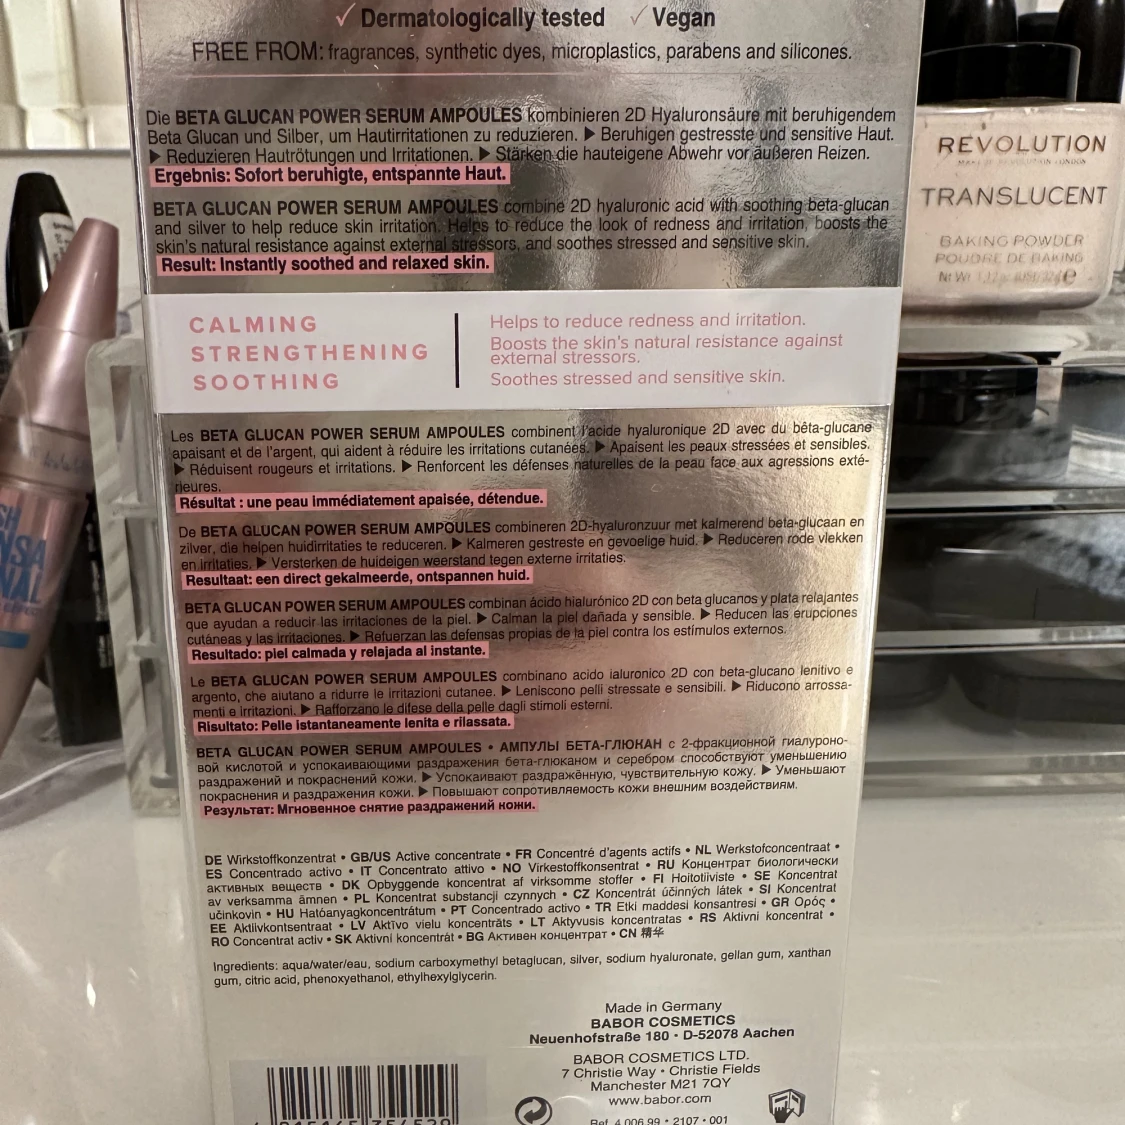 ✓ Dermatologically tested ✓ Vegan
FREE FROM: fragrances, synthetic dyes, microplastics, parabens and silicones.
Die BETA GLUCAN POWER SERUM AMPOULES kombinieren 2D Hyaluronsäure mit beruhigendem
Beta Glucan und Silber, um Hautirritationen zu reduzieren. ▶ Beruhigen gestresste und sensitive Haut.
▶ Reduzieren Hautrötungen und Irritationen. ▶ Stärken die hauteigene Abwehr vor äußeren Reizen.
Ergebnis: Sofort beruhigte, entspannte Haut.
BETA GLUCAN POWER SERUM AMPOULES combine 2D hyaluronic acid with soothing beta-glucan
and silver to help reduce skin irritation. Helps to reduce the look of redness and irritation, boosts the
skin's natural resistance against external stressors, and soothes stressed and sensitive skin.
Result: Instantly soothed and relaxed skin.
CALMING
STRENGTHENING
SOOTHING
Helps to reduce redness and irritation.
Boosts the skin's natural resistance against
external stressors.
Soothes stressed and sensitive skin.
Les BETA GLUCAN POWER SERUM AMPOULES combinent l'acide hyaluronique 2D avec du bêta-glucane
apaisant et de l'argent, qui aident à réduire les irritations cutanées. ▶ Apaisent les peaux stressées et sensibles.
▶ Réduisent rougeurs et irritations. ▶ Renforcent les défenses naturelles de la peau face aux agressions exté-
rieures.
Résultat : une peau immédiatement apaisée, détendue.
De BETA GLUCAN POWER SERUM AMPOULES combineren 2D-hyaluronzuur met kalmerend beta-glucaan en
zilver, die helpen huidirritaties te reduceren. ▶ Kalmeren gestreste en gevoelige huid. ▶ Reduceren rode vlekken
en irritaties. ▶ Versterken de huideigen weerstand tegen externe irritaties.
Resultaat: een direct gekalmeerde, ontspannen huid.
BETA GLUCAN POWER SERUM AMPOULES combinan ácido hialurónico 2D con beta glucanos y plata relajantes
que ayudan a reducir las irritaciones de la piel. ▶ Calman la piel dañada y sensible. ▶ Reducen las erupciones
cutáneas y las irritaciones. ▶ Refuerzan las defensas propias de la piel contra los estímulos externos.
Resultado: piel calmada y relajada al instante.
Le BETA GLUCAN POWER SERUM AMPOULES combinano acido ialuronico 2D con beta-glucano lenitivo e
argento, che aiutano a ridurre le irritazioni cutanee. ▶ Leniscono pelli stressate e sensibili. ▶ Riducono arrossa-
menti e irritazioni. ▶ Rafforzano le difese della pelle dagli stimoli esterni.
Risultato: Pelle istantaneamente lenita e rilassata.
BETA GLUCAN POWER SERUM AMPOULES • АМПУЛЫ БЕТА-ГЛЮКАН с 2-фракционной гиалуроно-
вой кислотой и успокаивающими раздражения бета-глюканом и серебром способствуют уменьшению
раздражений и покраснений кожи. ▶ Успокаивают раздражённую, чувствительную кожу. ▶ Уменьшают
покраснения и раздражения кожи. ▶ Повышают сопротивляемость кожи внешним воздействиям.
Результат: Мгновенное снятие раздражений кожи.
DE Wirkstoffkonzentrat • GB/US Active concentrate • FR Concentré d'agents actifs • NL Werkstofconcentraat •
ES Concentrado activo • IT Concentrato attivo • NO Virkestoffkonsentrat • RU Концентрат биологически
активных веществ • DK Opbyggende koncentrat af virksomme stoffer • FI Hoitotiiviste • SE Koncentrat
av verksamma ämnen • PL Koncentrat substancji czynnych • CZ Koncentrát účinných látek • SI Koncentrat
učinkovin • HU Hatóanyagkoncentrátum • PT Concentrado activo • TR Etki maddesi konsantresi • GR Ορός •
EE Aktiivkontsentraat • LV Aktīvo vielu koncentrāts • LT Aktyvusis koncentratas • RS Aktivni koncentrat •
RO Concentrat activ • SK Aktivní koncentrát • BG Активен концентрат • CN 精华
Ingredients: aqua/water/eau, sodium carboxymethyl betaglucan, silver, sodium hyaluronate, gellan gum, xanthan
gum, citric acid, phenoxyethanol, ethylhexylglycerin.
Made in Germany
BABOR COSMETICS
Neuenhofstraße 180 • D-52078 Aachen
BABOR COSMETICS LTD.
7 Christie Way • Christie Fields
Manchester M21 7QY
www.babor.com
Ref. 4.006.99 • 2107 • 001
REVOLUTION
MAKEUP REVOLUTION LONDON
TRANSLUCENT
BAKING POWDER
POUDRE DE BAKING
Net Wt